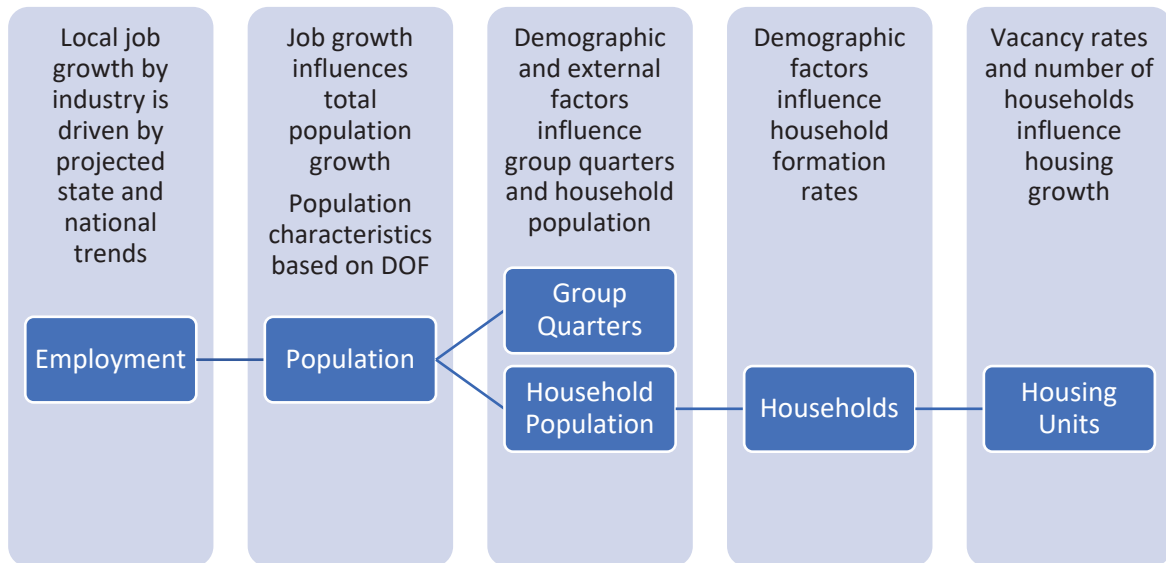 Local job
growth by
industry is
driven by
projected
state and
national
trends
Employment
Job growth
influences
total
population
growth
Population
characteristics
based on DOF
Population
Demographic
and external
factors
influence
group quarters
and household
population
Group
Quarters
Household
Population
Demographic
factors
influence
household
formation
rates
Households
Vacancy rates
and number of
households
influence
housing
growth
Housing
Units